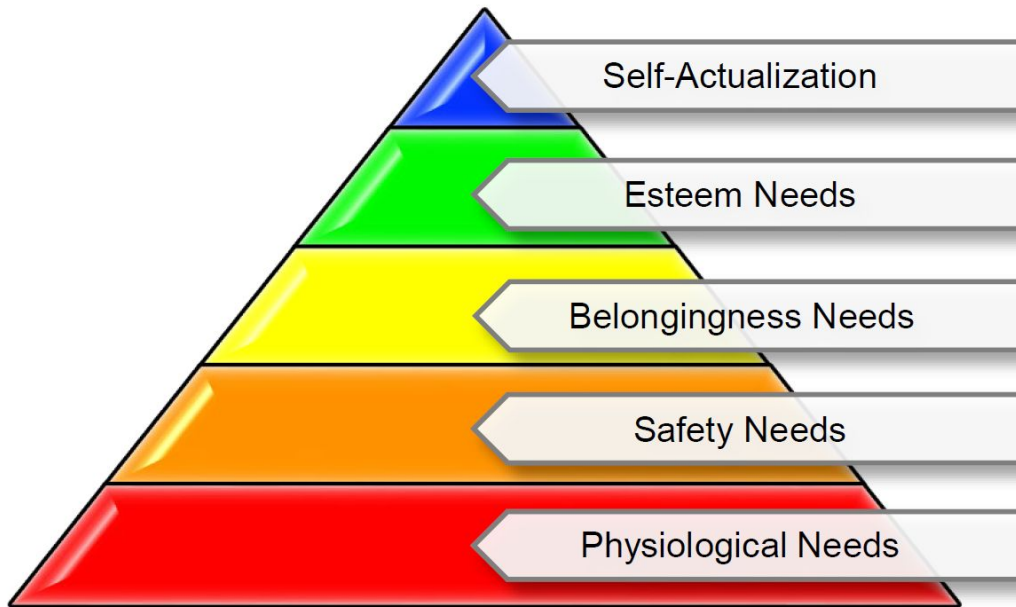 Self-Actualization
Esteem Needs
Belongingness Needs
Safety Needs
Physiological Needs